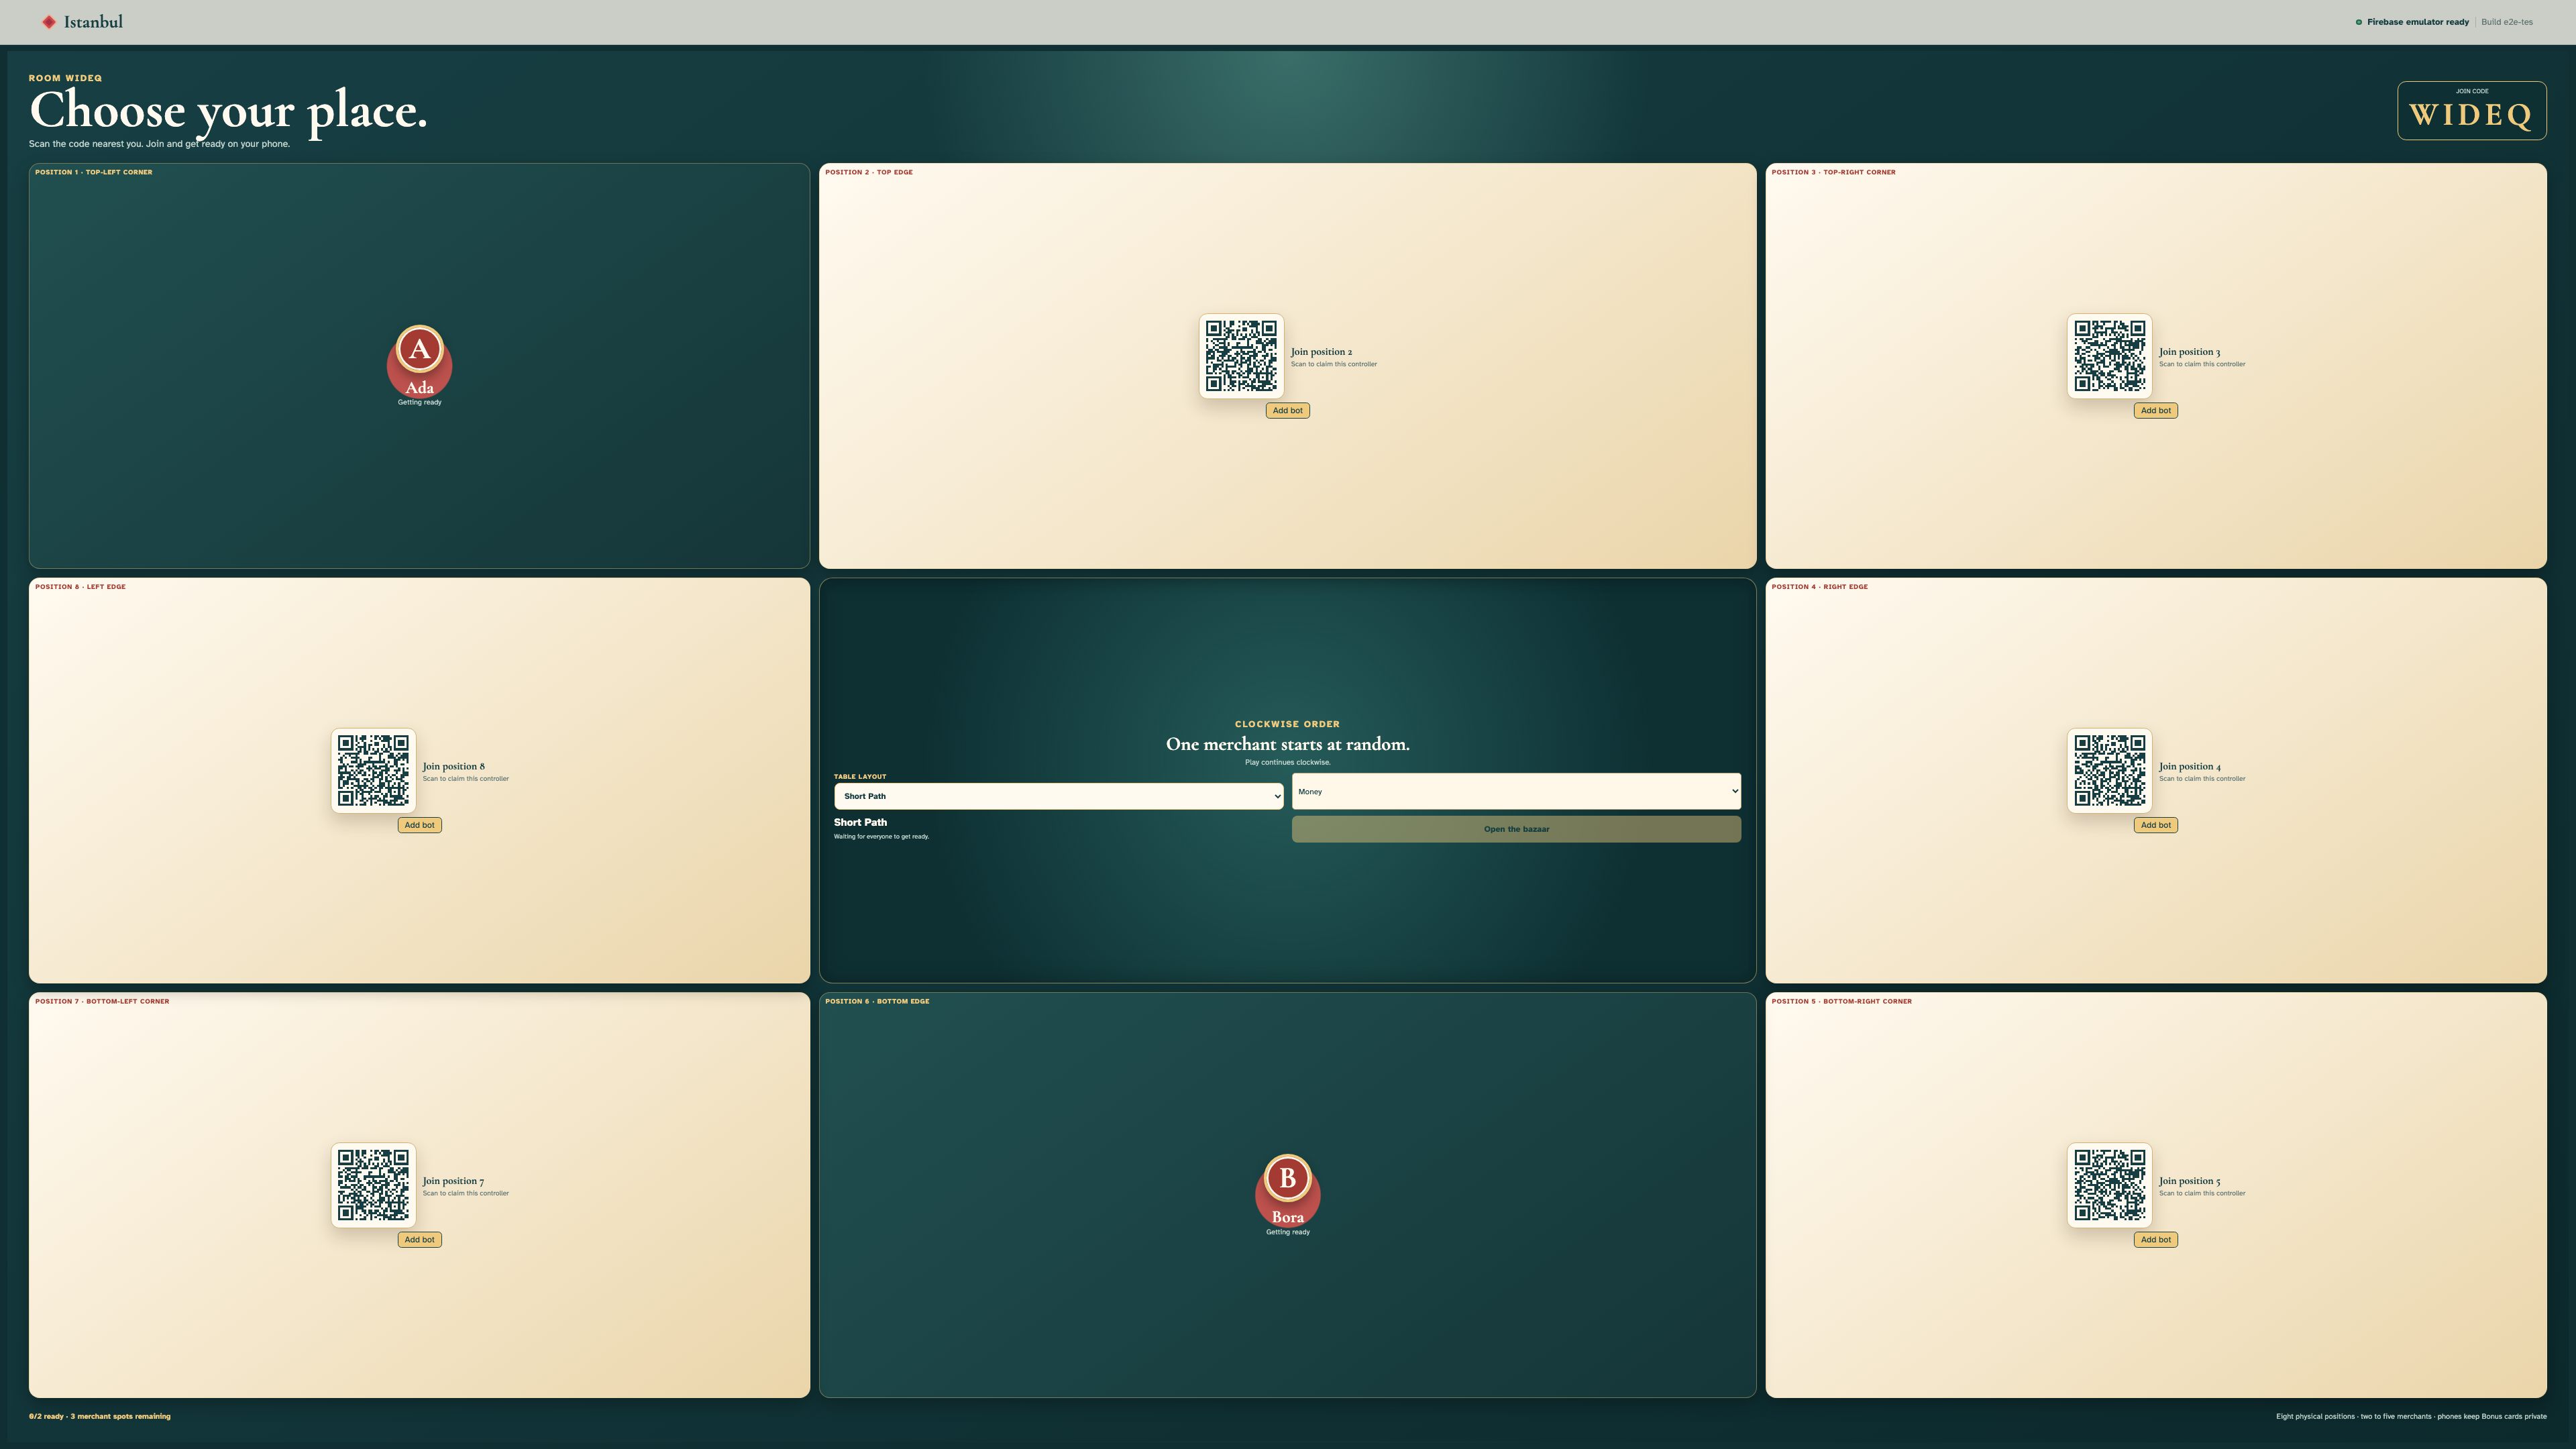 Istanbul
Firebase emulator ready | Build e2e-tes
ROOM WIDEQ
Choose your place.
Scan the code nearest you. Join and get ready on your phone.
JOIN CODE
WIDEQ
POSITION 1 · TOP-LEFT CORNER
A
Ada
Getting ready
POSITION 2 · TOP EDGE
Join position 2
Scan to claim this controller
Add bot
POSITION 3 · TOP-RIGHT CORNER
Join position 3
Scan to claim this controller
Add bot
POSITION 8 · LEFT EDGE
Join position 8
Scan to claim this controller
Add bot
CLOCKWISE ORDER
One merchant starts at random.
Play continues clockwise.
TABLE LAYOUT
Short Path
Money
Short Path
Waiting for everyone to get ready.
Open the bazaar
POSITION 4 · RIGHT EDGE
Join position 4
Scan to claim this controller
Add bot
POSITION 7 · BOTTOM-LEFT CORNER
Join position 7
Scan to claim this controller
Add bot
POSITION 6 · BOTTOM EDGE
B
Bora
Getting ready
POSITION 5 · BOTTOM-RIGHT CORNER
Join position 5
Scan to claim this controller
Add bot
0/2 ready · 3 merchant spots remaining
Eight physical positions · two to five merchants · phones keep Bonus cards private